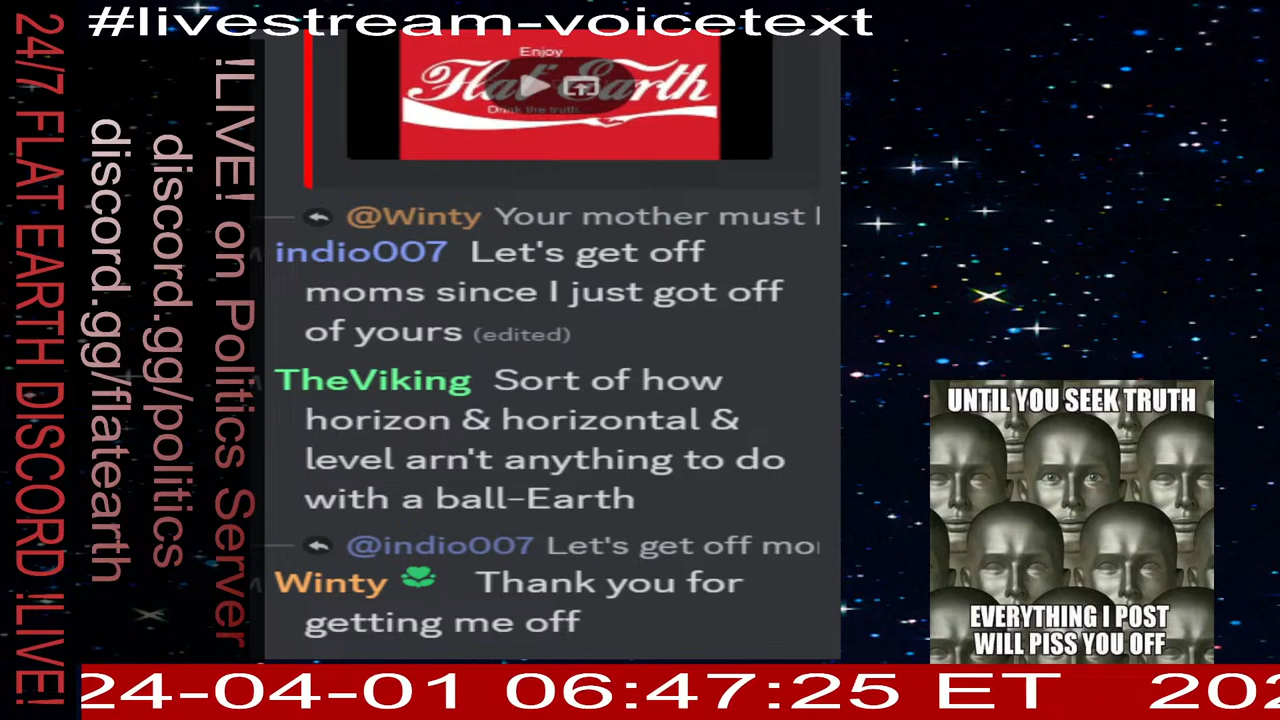 #livestream-voicetext
24/7 FLAT EARTH DISCORD !LIVE!
discord.gg/flatearth
discord.gg/politics
!LIVE! on Politics Server
Enjoy
Flat Earth
Drink the truth
@Winty Your mother must
indio007 Let's get off
moms since I just got off
of yours (edited)
TheViking Sort of how
horizon & horizontal &
level arn't anything to do
with a ball-Earth
@indio007 Let's get off mo
Winty Thank you for
getting me off
UNTIL YOU SEEK TRUTH
EVERYTHING I POST
WILL PISS YOU OFF
24-04-01 06:47:25 ET 202